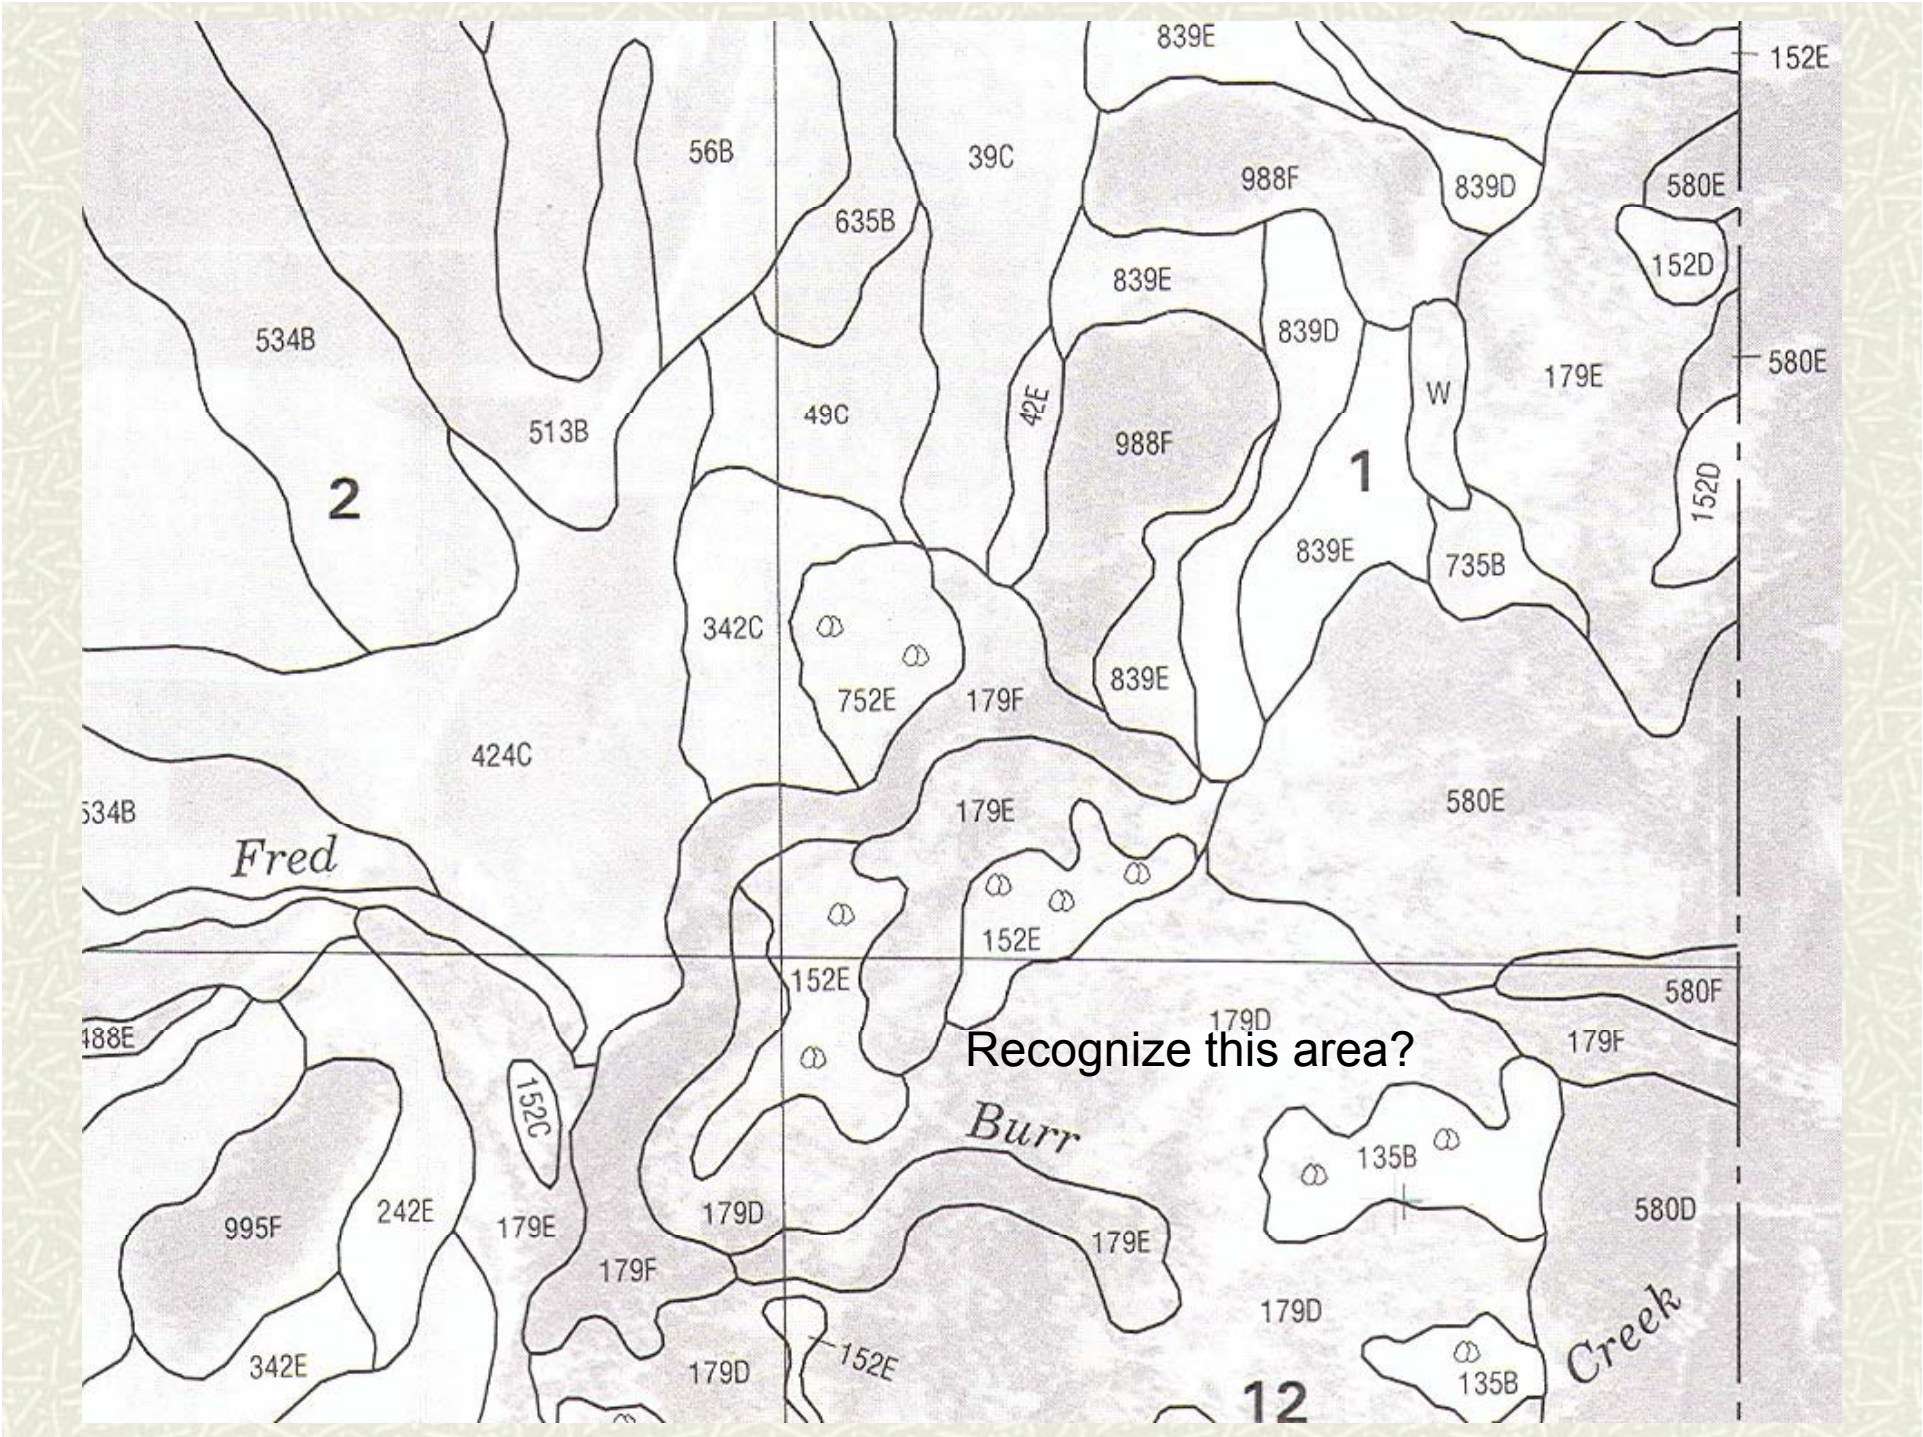 839E
152E
56B
39C
988F
839D
580E
635B
152D
839E
534B
839D
580E
179E
42E
W
49C
513B
988F
1
2
152D
839E
735B
342C
839E
752E
179F
424C
580E
179E
534B
Fred
152E
152E
580F
179D
488E
Recognize this area?
179F
152C
Burr
135B
242E
179D
580D
995F
179E
179E
179F
179D
Creek
342E
179D
152E
135B
12